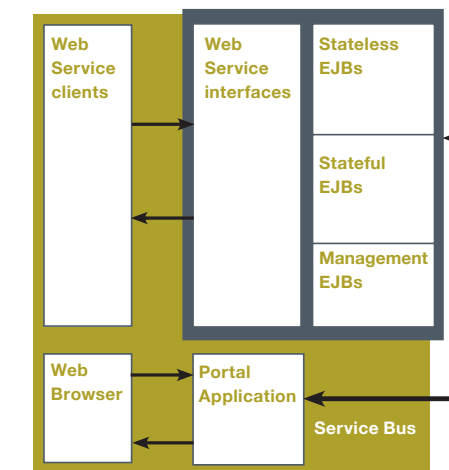 Web
Service
clients
Web
Service
interfaces
Stateless
EJBs
Stateful
EJBs
Management
EJBs
Web
Browser
Portal
Application
Service Bus